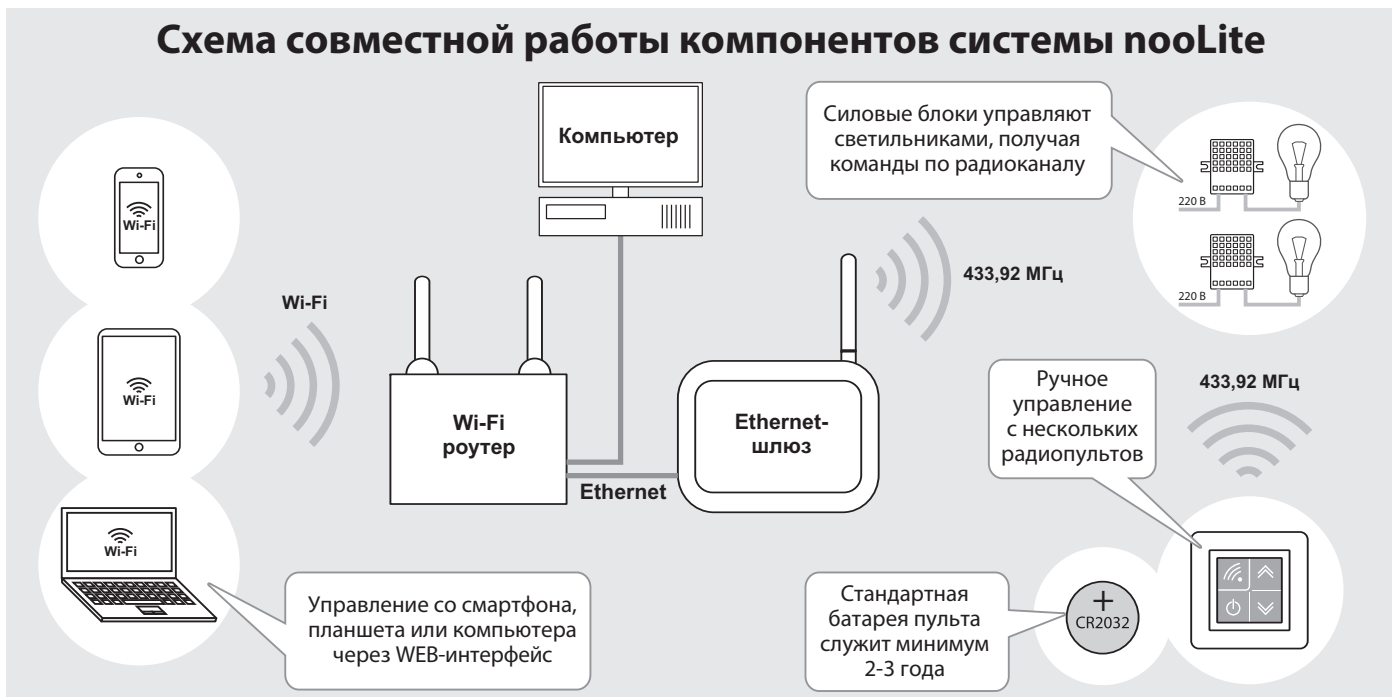 Схема совместной работы компонентов системы nooLite
Компьютер
Силовые блоки управляют
светильниками, получая
команды по радиоканалу
220 В
220 В
Wi-Fi
Wi-Fi
Wi-Fi
Wi-Fi
433,92 МГц
Wi-Fi
роутер
Ethernet-
шлюз
Ethernet
Ручное
управление
с нескольких
радиопультов
433,92 МГц
Управление со смартфона,
планшета или компьютера
через WEB-интерфейс
Стандартная
батарея пульта
служит минимум
2-3 года
+
CR2032